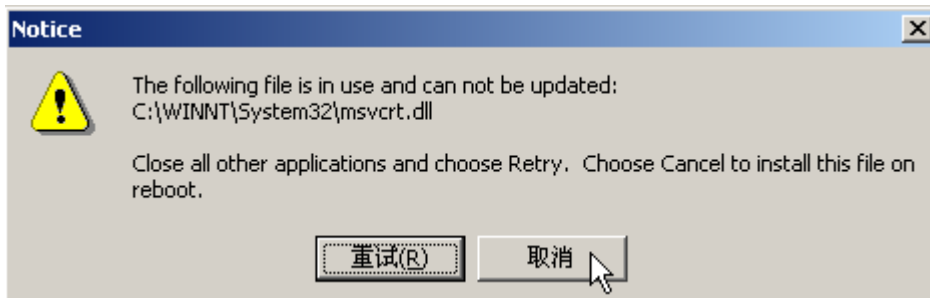 Notice
The following file is in use and can not be updated:
C:\WINNT\System32\msvcrt.dll
Close all other applications and choose Retry.  Choose Cancel to install this file on
reboot.
重试(R)
取消